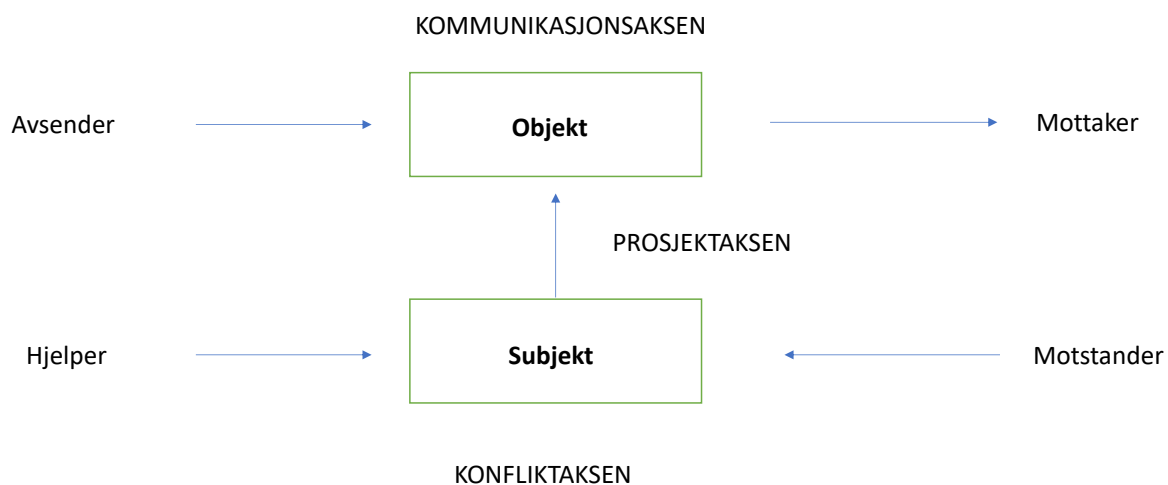 KOMMUNIKASJONSAKSEN
Avsender
Objekt
Mottaker
PROSJEKTAKSEN
Hjelper
Subjekt
Motstander
KONFLIKTAKSEN